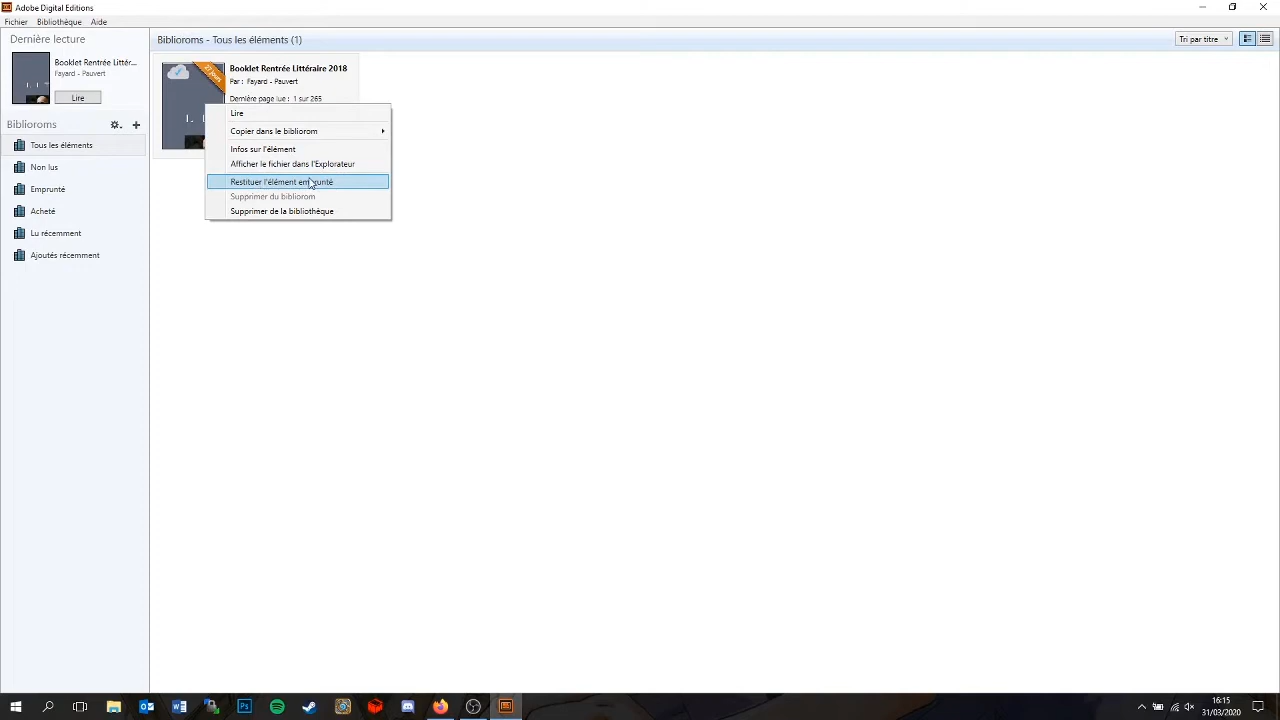 Adobe Digital Editions
Fichier Bibliothèque Aide
Dernière lecture
Booklet Rentrée Littér...
Fayard - Pauvert
Lire
Biblioroms
Tous les éléments
Non lus
Emprunté
Acheté
Lu récemment
Ajoutés récemment
Biblioroms - Tous les éléments (1)
Tri par titre
Booklet Rentrée Littéraire 2018
Par : Fayard - Pauvert
Dernière page lue : 1 sur 265
Lire
Copier dans le bibliorom
Infos sur l'élément
Afficher le fichier dans l'Explorateur
Restituer l'élément emprunté
Supprimer du bibliorom
Supprimer de la bibliothèque
16:15
31/03/2020